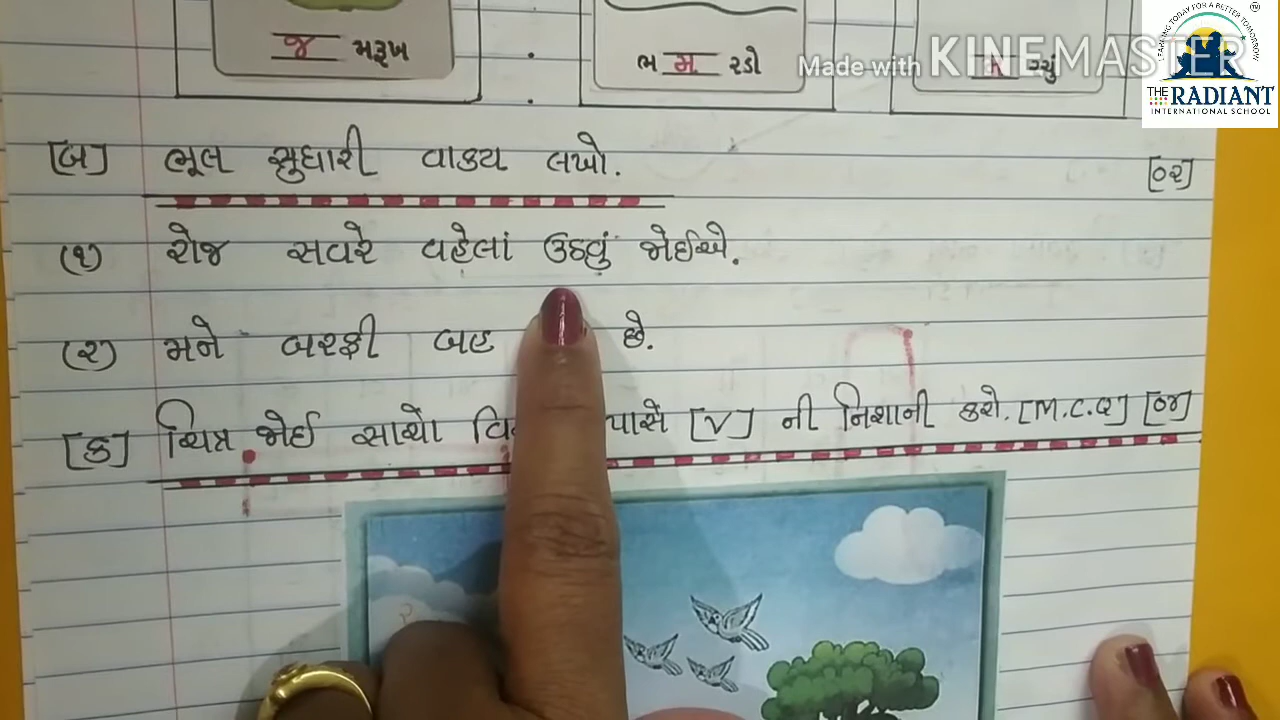 જ મરૂખ
ભ મ રડો
મ ચ્છું
Made with KINEMASTER
THE RADIANT
INTERNATIONAL SCHOOL
[બ] ભૂલ સુધારી વાક્ય લખો. [૦૨]
(૧) રોજ સવરે વહેલાં ઉઠવું જોઈએ.
(૨) મને બરફી બહ છે.
[ક] ચિત્ર જોઈ સાચો પાસે [√] ની નિશાની કરો. [M.C.Q] [૦૪]